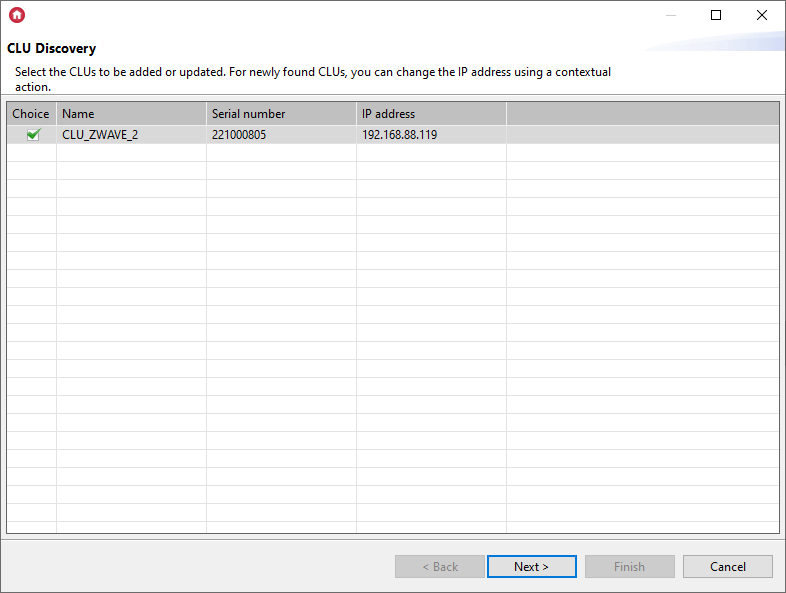 CLU Discovery
Select the CLUs to be added or updated. For newly found CLUs, you can change the IP address using a contextual
action.
Choice Name Serial number IP address
CLU_ZWAVE_2 221000805 192.168.88.119
< Back Next > Finish Cancel